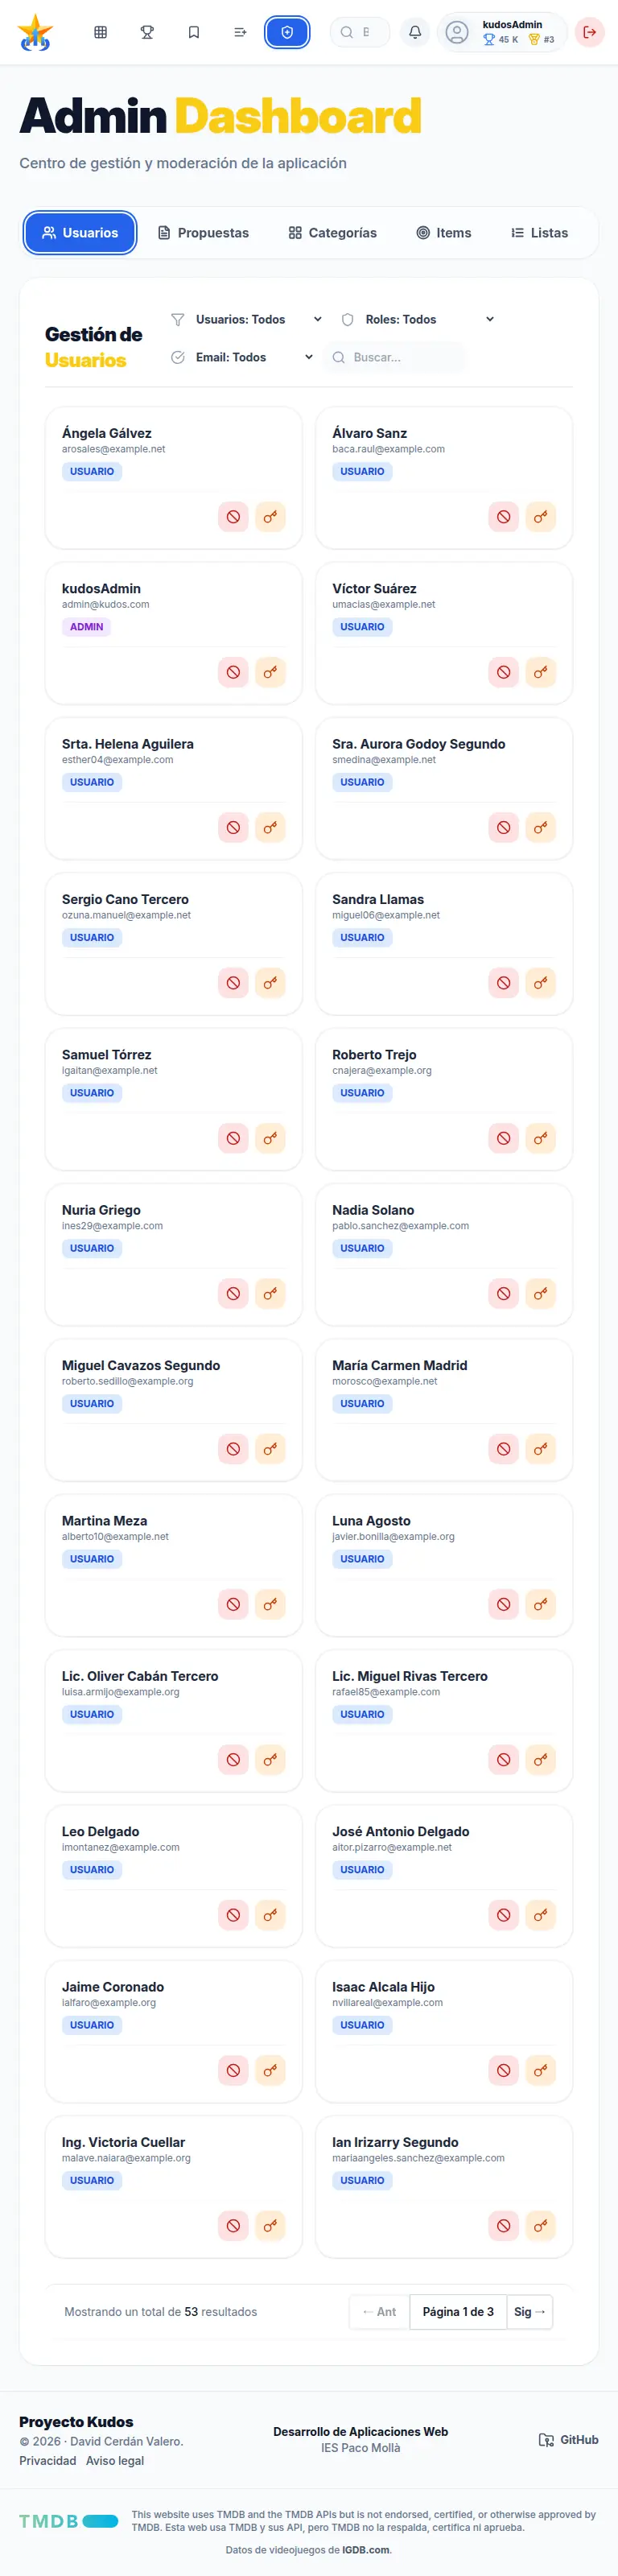 kudosAdmin
45 K #3
Admin Dashboard
Centro de gestión y moderación de la aplicación
Usuarios Propuestas Categorías Items Listas
Gestión de
Usuarios
Usuarios: Todos Roles: Todos
Email: Todos Buscar...
Ángela Gálvez
arosales@example.net
USUARIO
Álvaro Sanz
baca.raul@example.com
USUARIO
kudosAdmin
admin@kudos.com
ADMIN
Víctor Suárez
umacias@example.net
USUARIO
Srta. Helena Aguilera
esther04@example.com
USUARIO
Sra. Aurora Godoy Segundo
smedina@example.net
USUARIO
Sergio Cano Tercero
ozuna.manuel@example.net
USUARIO
Sandra Llamas
miguel06@example.net
USUARIO
Samuel Tórrez
lgaitan@example.net
USUARIO
Roberto Trejo
cnajera@example.org
USUARIO
Nuria Griego
ines29@example.com
USUARIO
Nadia Solano
pablo.sanchez@example.com
USUARIO
Miguel Cavazos Segundo
roberto.sedillo@example.org
USUARIO
María Carmen Madrid
morosco@example.net
USUARIO
Martina Meza
alberto10@example.net
USUARIO
Luna Agosto
javier.bonilla@example.org
USUARIO
Lic. Oliver Cabán Tercero
luisa.armijo@example.org
USUARIO
Lic. Miguel Rivas Tercero
rafael85@example.com
USUARIO
Leo Delgado
imontanez@example.com
USUARIO
José Antonio Delgado
aitor.pizarro@example.net
USUARIO
Jaime Coronado
ialfaro@example.org
USUARIO
Isaac Alcala Hijo
nvillareal@example.com
USUARIO
Ing. Victoria Cuellar
malave.naiara@example.org
USUARIO
Ian Irizarry Segundo
mariaangeles.sanchez@example.com
USUARIO
Mostrando un total de 53 resultados
← Ant Página 1 de 3 Sig →
Proyecto Kudos
© 2026 · David Cerdán Valero.
Privacidad Aviso legal
Desarrollo de Aplicaciones Web
IES Paco Mollà
GitHub
TMDB
This website uses TMDB and the TMDB APIs but is not endorsed, certified, or otherwise approved by
TMDB. Esta web usa TMDB y sus API, pero TMDB no la respalda, certifica ni aprueba.
Datos de videojuegos de IGDB.com.